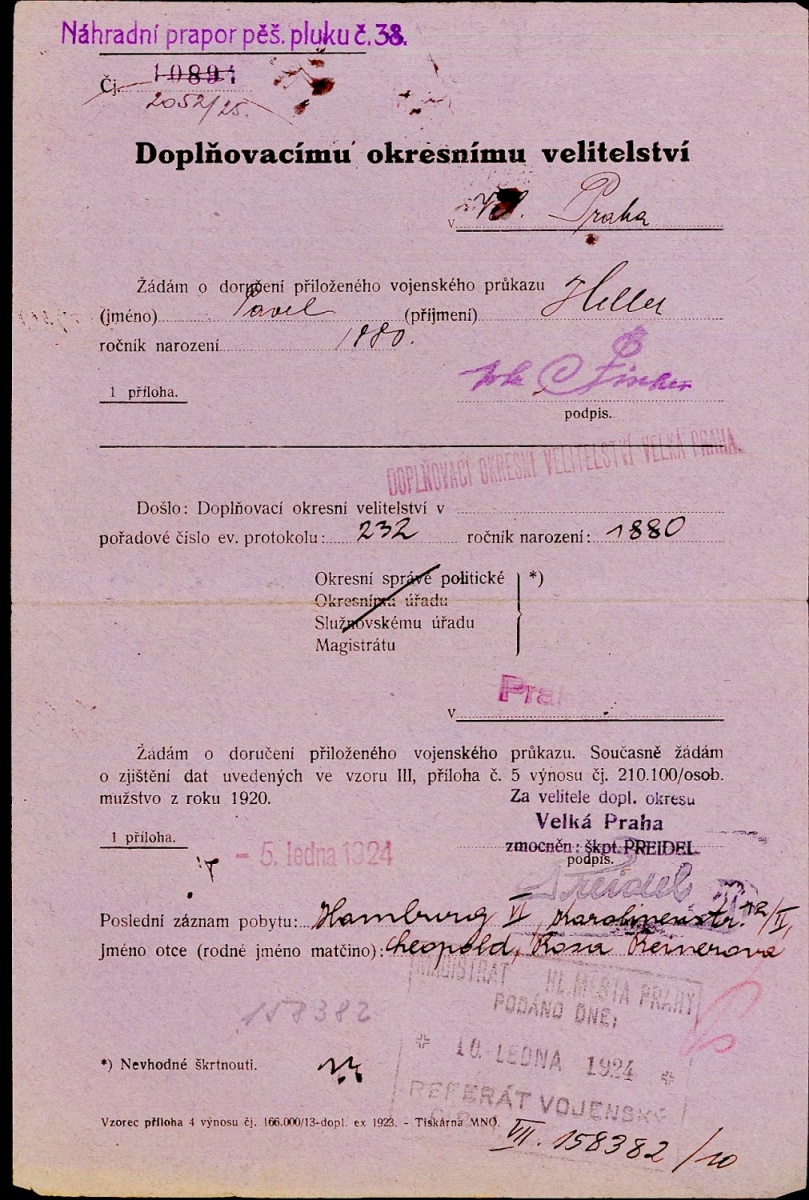 Náhradní prapor pěš. pluku č. 38.
Čj. 10894
2052/25.
Doplňovacímu okresnímu velitelství
v Praha
Žádám o doručení přiloženého vojenského průkazu
(jméno) Pavel (příjmení) Heller
ročník narození 1880.
1 příloha.
podpis.
DOPLŇOVACÍ OKRESNÍ VELITELSTVÍ VELKÁ PRAHA.
Došlo: Doplňovací okresní velitelství v
pořadové číslo ev. protokolu: 232 ročník narození: 1880
Okresní správě politické *)
Okresnímu úřadu
Služnovskému úřadu
Magistrátu
v Pra
Žádám o doručení přiloženého vojenského průkazu. Současně žádám
o zjištění dat uvedených ve vzoru III, příloha č. 5 výnosu čj. 210.100/osob.
mužstvo z roku 1920.
Za velitele dopl. okresu
Velká Praha
1 příloha.
zmocněn: škpt. PREIDEL
- 5. ledna 1924
podpis.
Preidel
Poslední záznam pobytu: Hamburg VI, Karolinenstr. 12/I,
Jméno otce (rodné jméno matčino): Leopold, Rosa Reinerova
MAGISTRÁT HL. MĚSTA PRAHY
PODÁNO DNE:
158382
10. LEDNA 1924
*) Nevhodné škrtnouti.
REFERÁT VOJENSKÝ
Vzorec příloha 4 výnosu čj. 166.000/13-dopl. ex 1923. - Tiskárna MNO.
VII. 158382/10